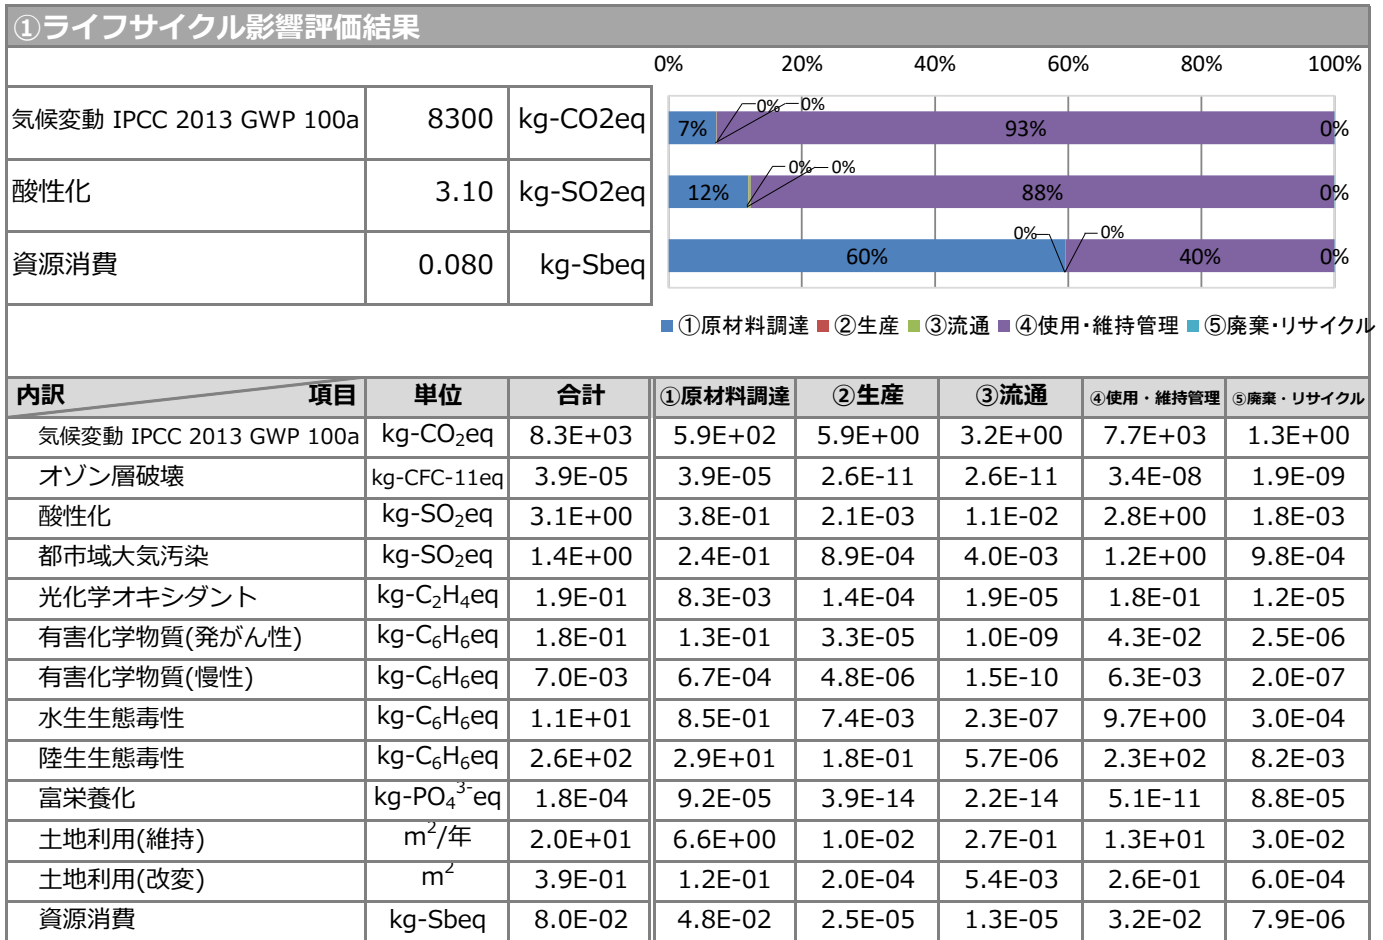 ①ライフサイクル影響評価結果
0% 20% 40% 60% 80% 100%
気候変動 IPCC 2013 GWP 100a 8300 kg-CO2eq
7% 0% 0% 93% 0%
酸性化 3.10 kg-SO2eq
12% 0% 0% 88% 0%
資源消費 0.080 kg-Sbeq
60% 0% 0% 40% 0%
①原材料調達 ②生産 ③流通 ④使用・維持管理 ⑤廃棄・リサイクル
内訳 項目 単位 合計 ①原材料調達 ②生産 ③流通 ④使用・維持管理 ⑤廃棄・リサイクル
気候変動 IPCC 2013 GWP 100a kg-CO₂eq 8.3E+03 5.9E+02 5.9E+00 3.2E+00 7.7E+03 1.3E+00
オゾン層破壊 kg-CFC-11eq 3.9E-05 3.9E-05 2.6E-11 2.6E-11 3.4E-08 1.9E-09
酸性化 kg-SO₂eq 3.1E+00 3.8E-01 2.1E-03 1.1E-02 2.8E+00 1.8E-03
都市域大気汚染 kg-SO₂eq 1.4E+00 2.4E-01 8.9E-04 4.0E-03 1.2E+00 9.8E-04
光化学オキシダント kg-C₂H₄eq 1.9E-01 8.3E-03 1.4E-04 1.9E-05 1.8E-01 1.2E-05
有害化学物質(発がん性) kg-C₆H₆eq 1.8E-01 1.3E-01 3.3E-05 1.0E-09 4.3E-02 2.5E-06
有害化学物質(慢性) kg-C₆H₆eq 7.0E-03 6.7E-04 4.8E-06 1.5E-10 6.3E-03 2.0E-07
水生生態毒性 kg-C₆H₆eq 1.1E+01 8.5E-01 7.4E-03 2.3E-07 9.7E+00 3.0E-04
陸生生態毒性 kg-C₆H₆eq 2.6E+02 2.9E+01 1.8E-01 5.7E-06 2.3E+02 8.2E-03
富栄養化 kg-PO₄³⁻eq 1.8E-04 9.2E-05 3.9E-14 2.2E-14 5.1E-11 8.8E-05
土地利用(維持) m²/年 2.0E+01 6.6E+00 1.0E-02 2.7E-01 1.3E+01 3.0E-02
土地利用(改変) m² 3.9E-01 1.2E-01 2.0E-04 5.4E-03 2.6E-01 6.0E-04
資源消費 kg-Sbeq 8.0E-02 4.8E-02 2.5E-05 1.3E-05 3.2E-02 7.9E-06